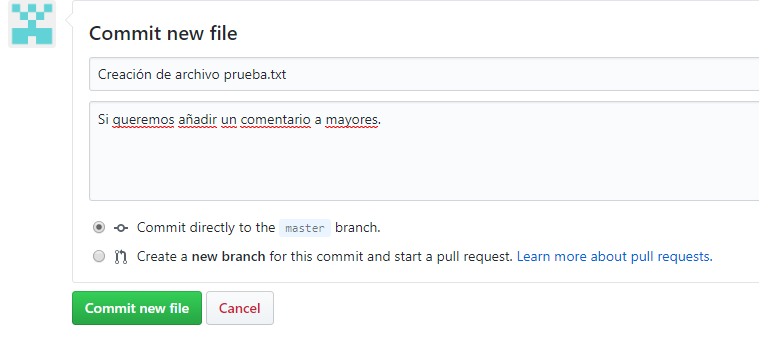 Commit new file
Creación de archivo prueba.txt
Si queremos añadir un comentario a mayores.
Commit directly to the master branch.
Create a new branch for this commit and start a pull request. Learn more about pull requests.
Commit new file Cancel